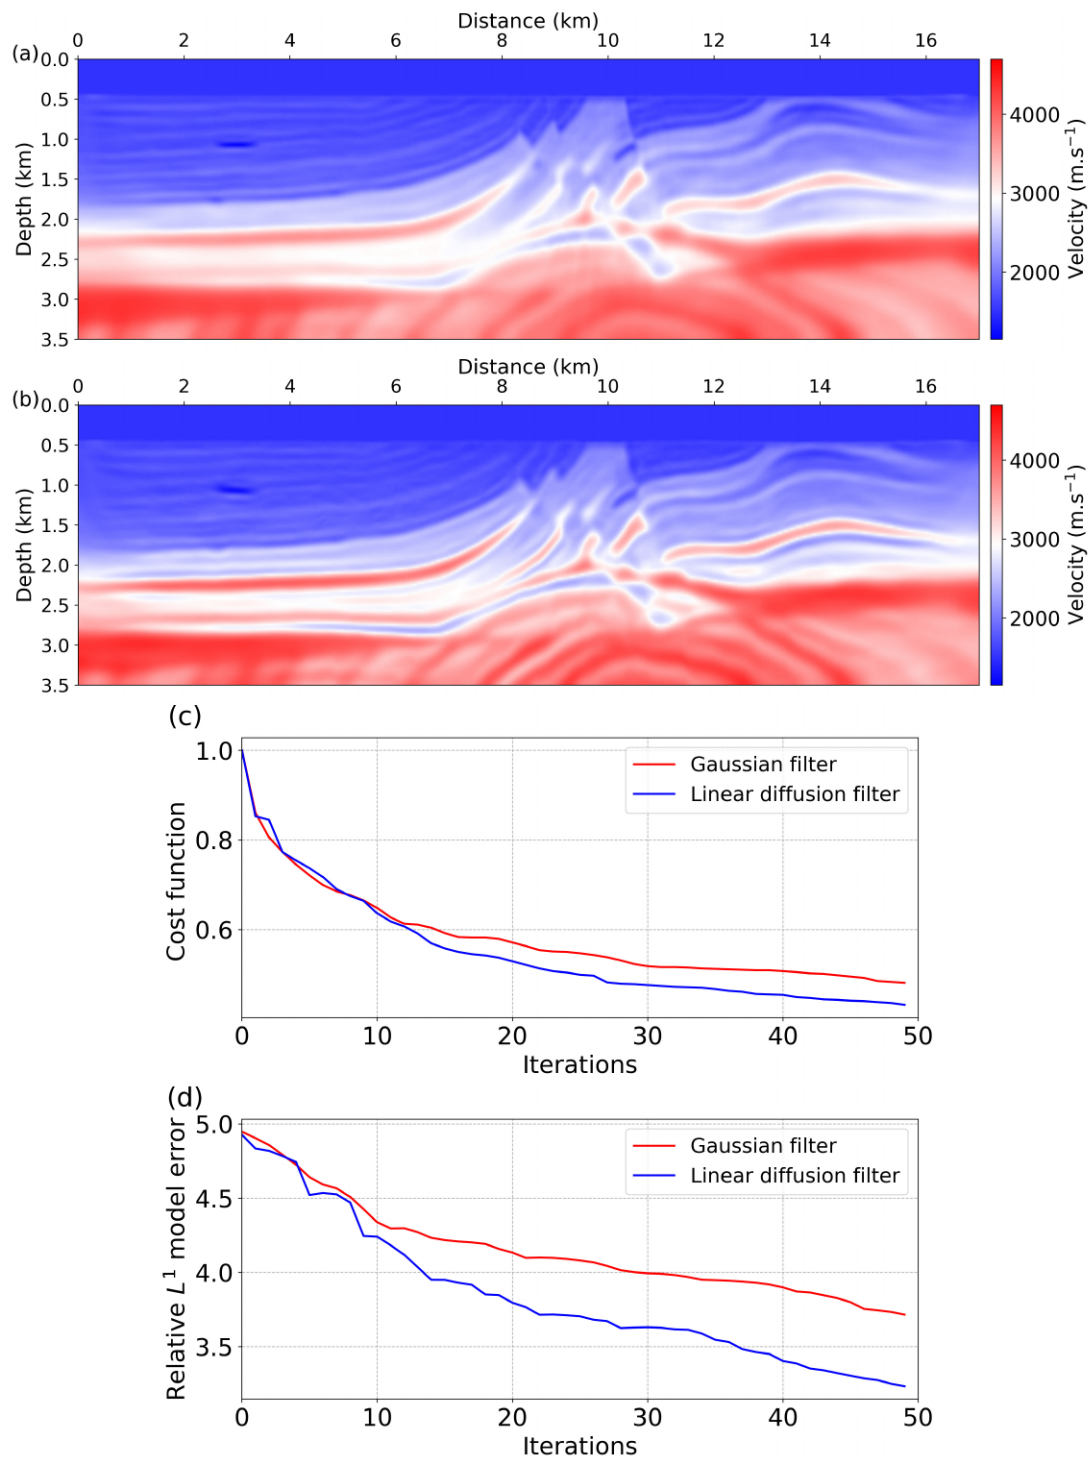 Distance (km)
0 2 4 6 8 10 12 14 16
(a)
0.0
0.5
1.0
1.5
2.0
2.5
3.0
3.5
Depth (km)
4000
3000
2000
Velocity (m.s−1)
Distance (km)
0 2 4 6 8 10 12 14 16
(b)
0.0
0.5
1.0
1.5
2.0
2.5
3.0
3.5
Depth (km)
4000
3000
2000
Velocity (m.s−1)
(c)
1.0
0.8
0.6
Cost function
Gaussian filter
Linear diffusion filter
0 10 20 30 40 50
Iterations
(d)
5.0
4.5
4.0
3.5
Relative L1 model error
Gaussian filter
Linear diffusion filter
0 10 20 30 40 50
Iterations